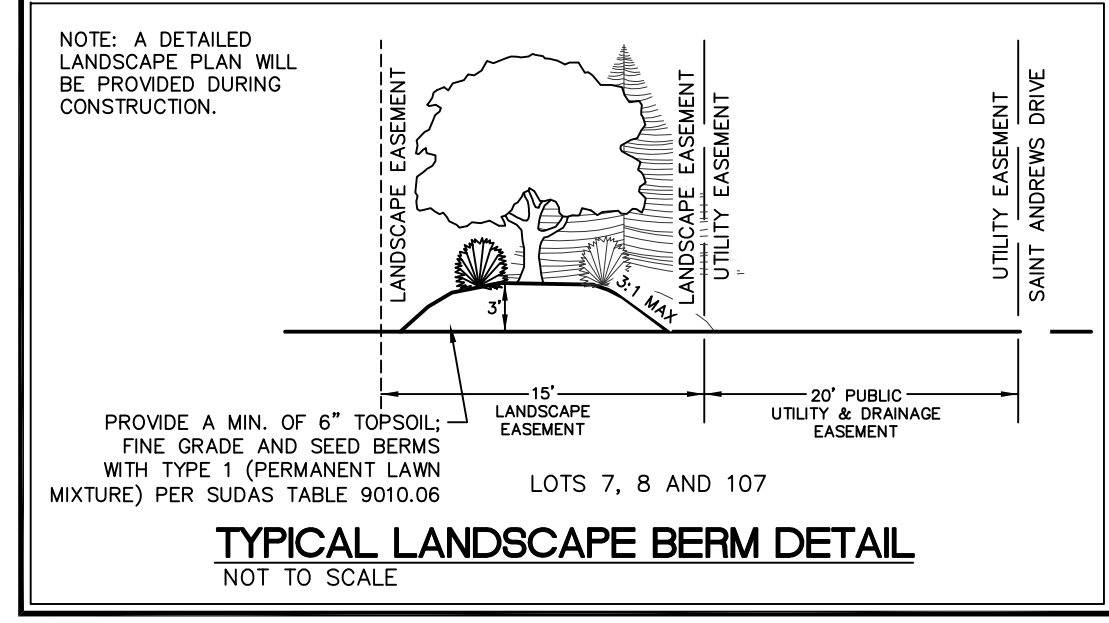 NOTE: A DETAILED
LANDSCAPE PLAN WILL
BE PROVIDED DURING
CONSTRUCTION.
LANDSCAPE EASEMENT
LANDSCAPE EASEMENT
UTILITY EASEMENT
UTILITY EASEMENT
SAINT ANDREWS DRIVE
3'
3:1 MAX
15'
LANDSCAPE
EASEMENT
20' PUBLIC
UTILITY & DRAINAGE
EASEMENT
PROVIDE A MIN. OF 6" TOPSOIL;
FINE GRADE AND SEED BERMS
WITH TYPE 1 (PERMANENT LAWN
MIXTURE) PER SUDAS TABLE 9010.06
LOTS 7, 8 AND 107
TYPICAL LANDSCAPE BERM DETAIL
NOT TO SCALE